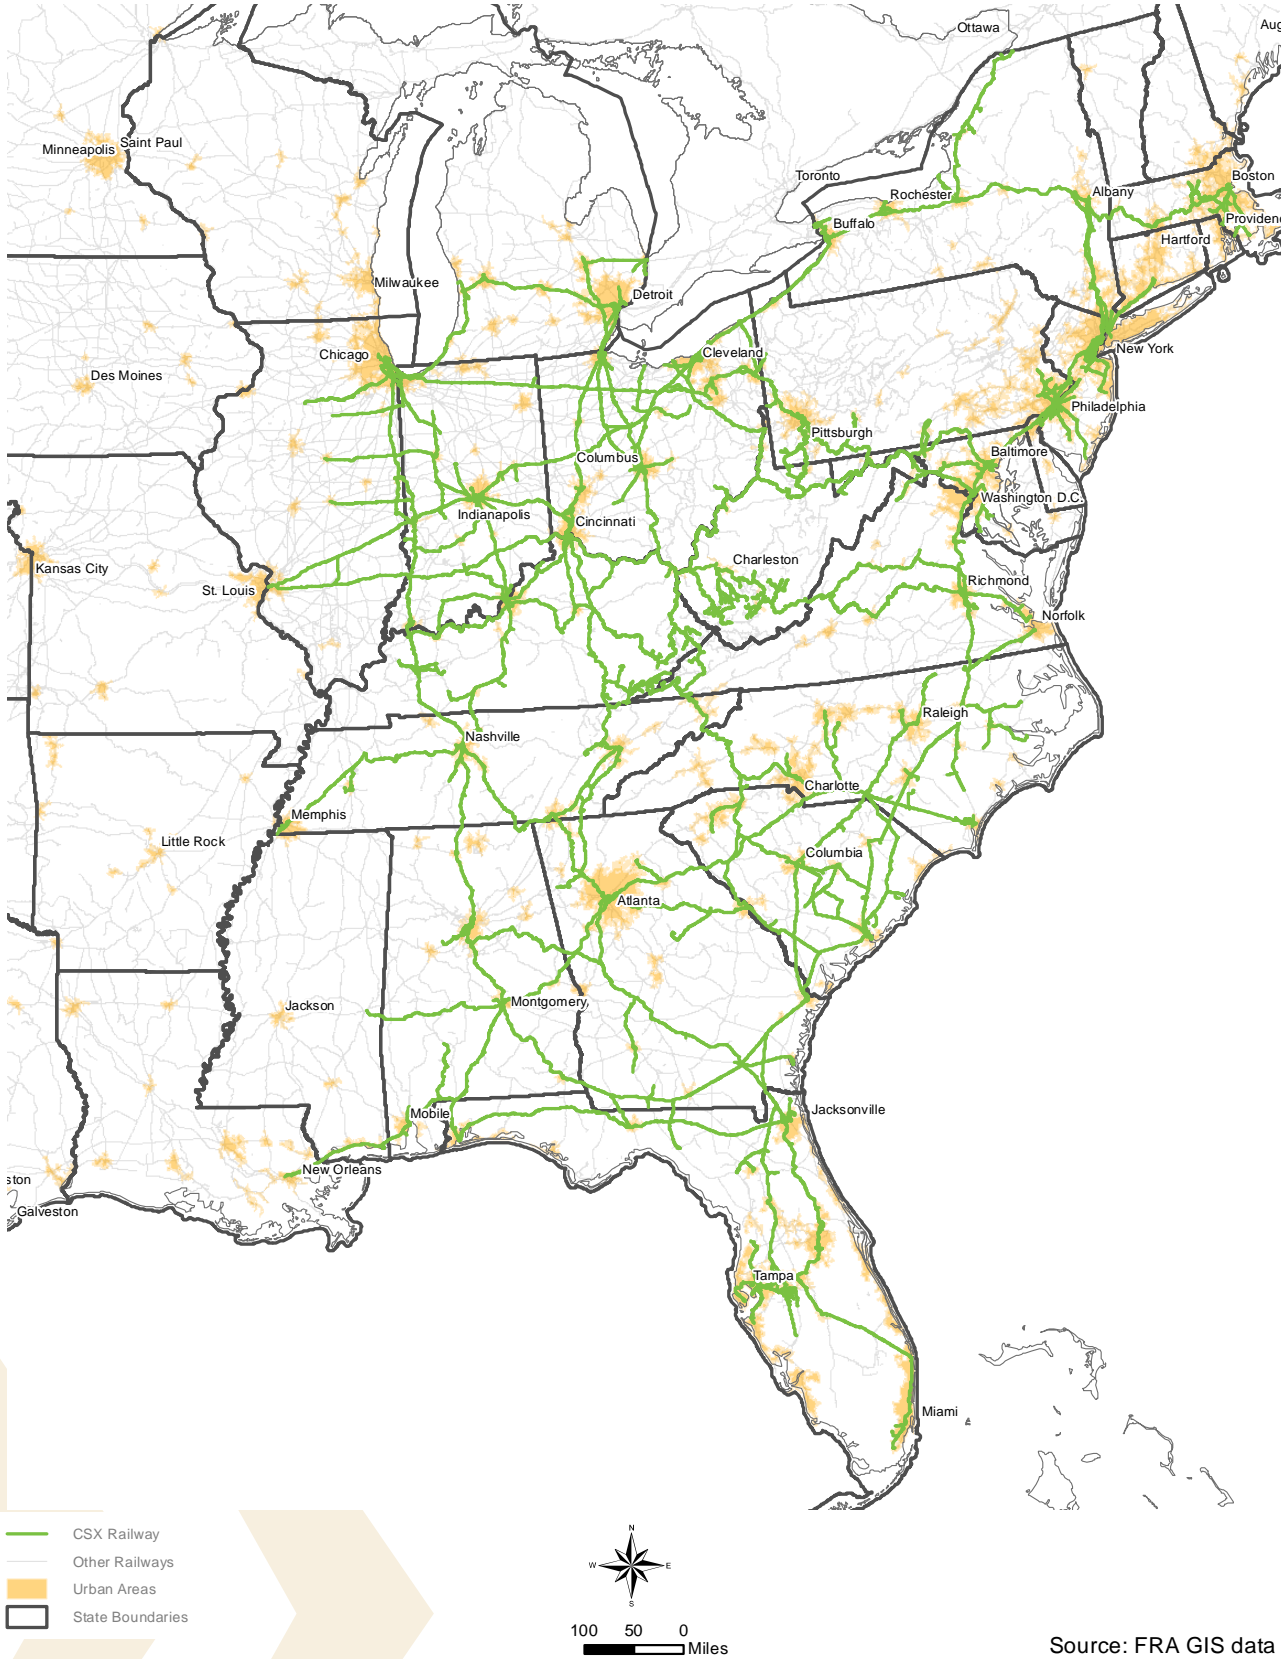 Ottawa
Aug
Minneapolis
Saint Paul
Toronto
Rochester
Albany
Boston
Buffalo
Providenc
Hartford
Milwaukee
Detroit
New York
Chicago
Cleveland
Des Moines
Philadelphia
Pittsburgh
Baltimore
Columbus
Washington D.C.
Indianapolis
Cincinnati
Kansas City
Charleston
St. Louis
Richmond
Norfolk
Raleigh
Nashville
Charlotte
Memphis
Little Rock
Columbia
Atlanta
Jackson
Montgomery
Mobile
Jacksonville
New Orleans
ston
Galveston
Tampa
Miami
CSX Railway
Other Railways
Urban Areas
State Boundaries
N
W
E
S
100 50 0
Miles
Source: FRA GIS data